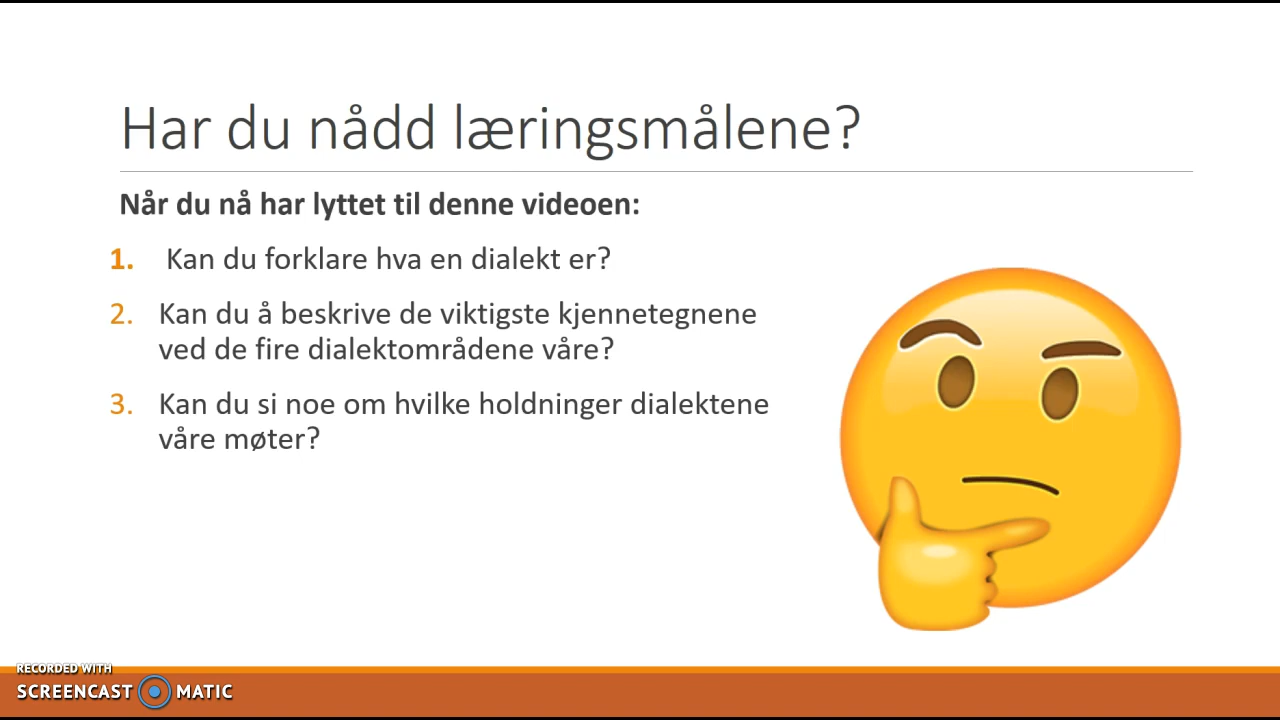 Har du nådd læringsmålene?
Når du nå har lyttet til denne videoen:
1. Kan du forklare hva en dialekt er?
2. Kan du å beskrive de viktigste kjennetegnene
ved de fire dialektområdene våre?
3. Kan du si noe om hvilke holdninger dialektene
våre møter?
RECORDED WITH
SCREENCAST MATIC